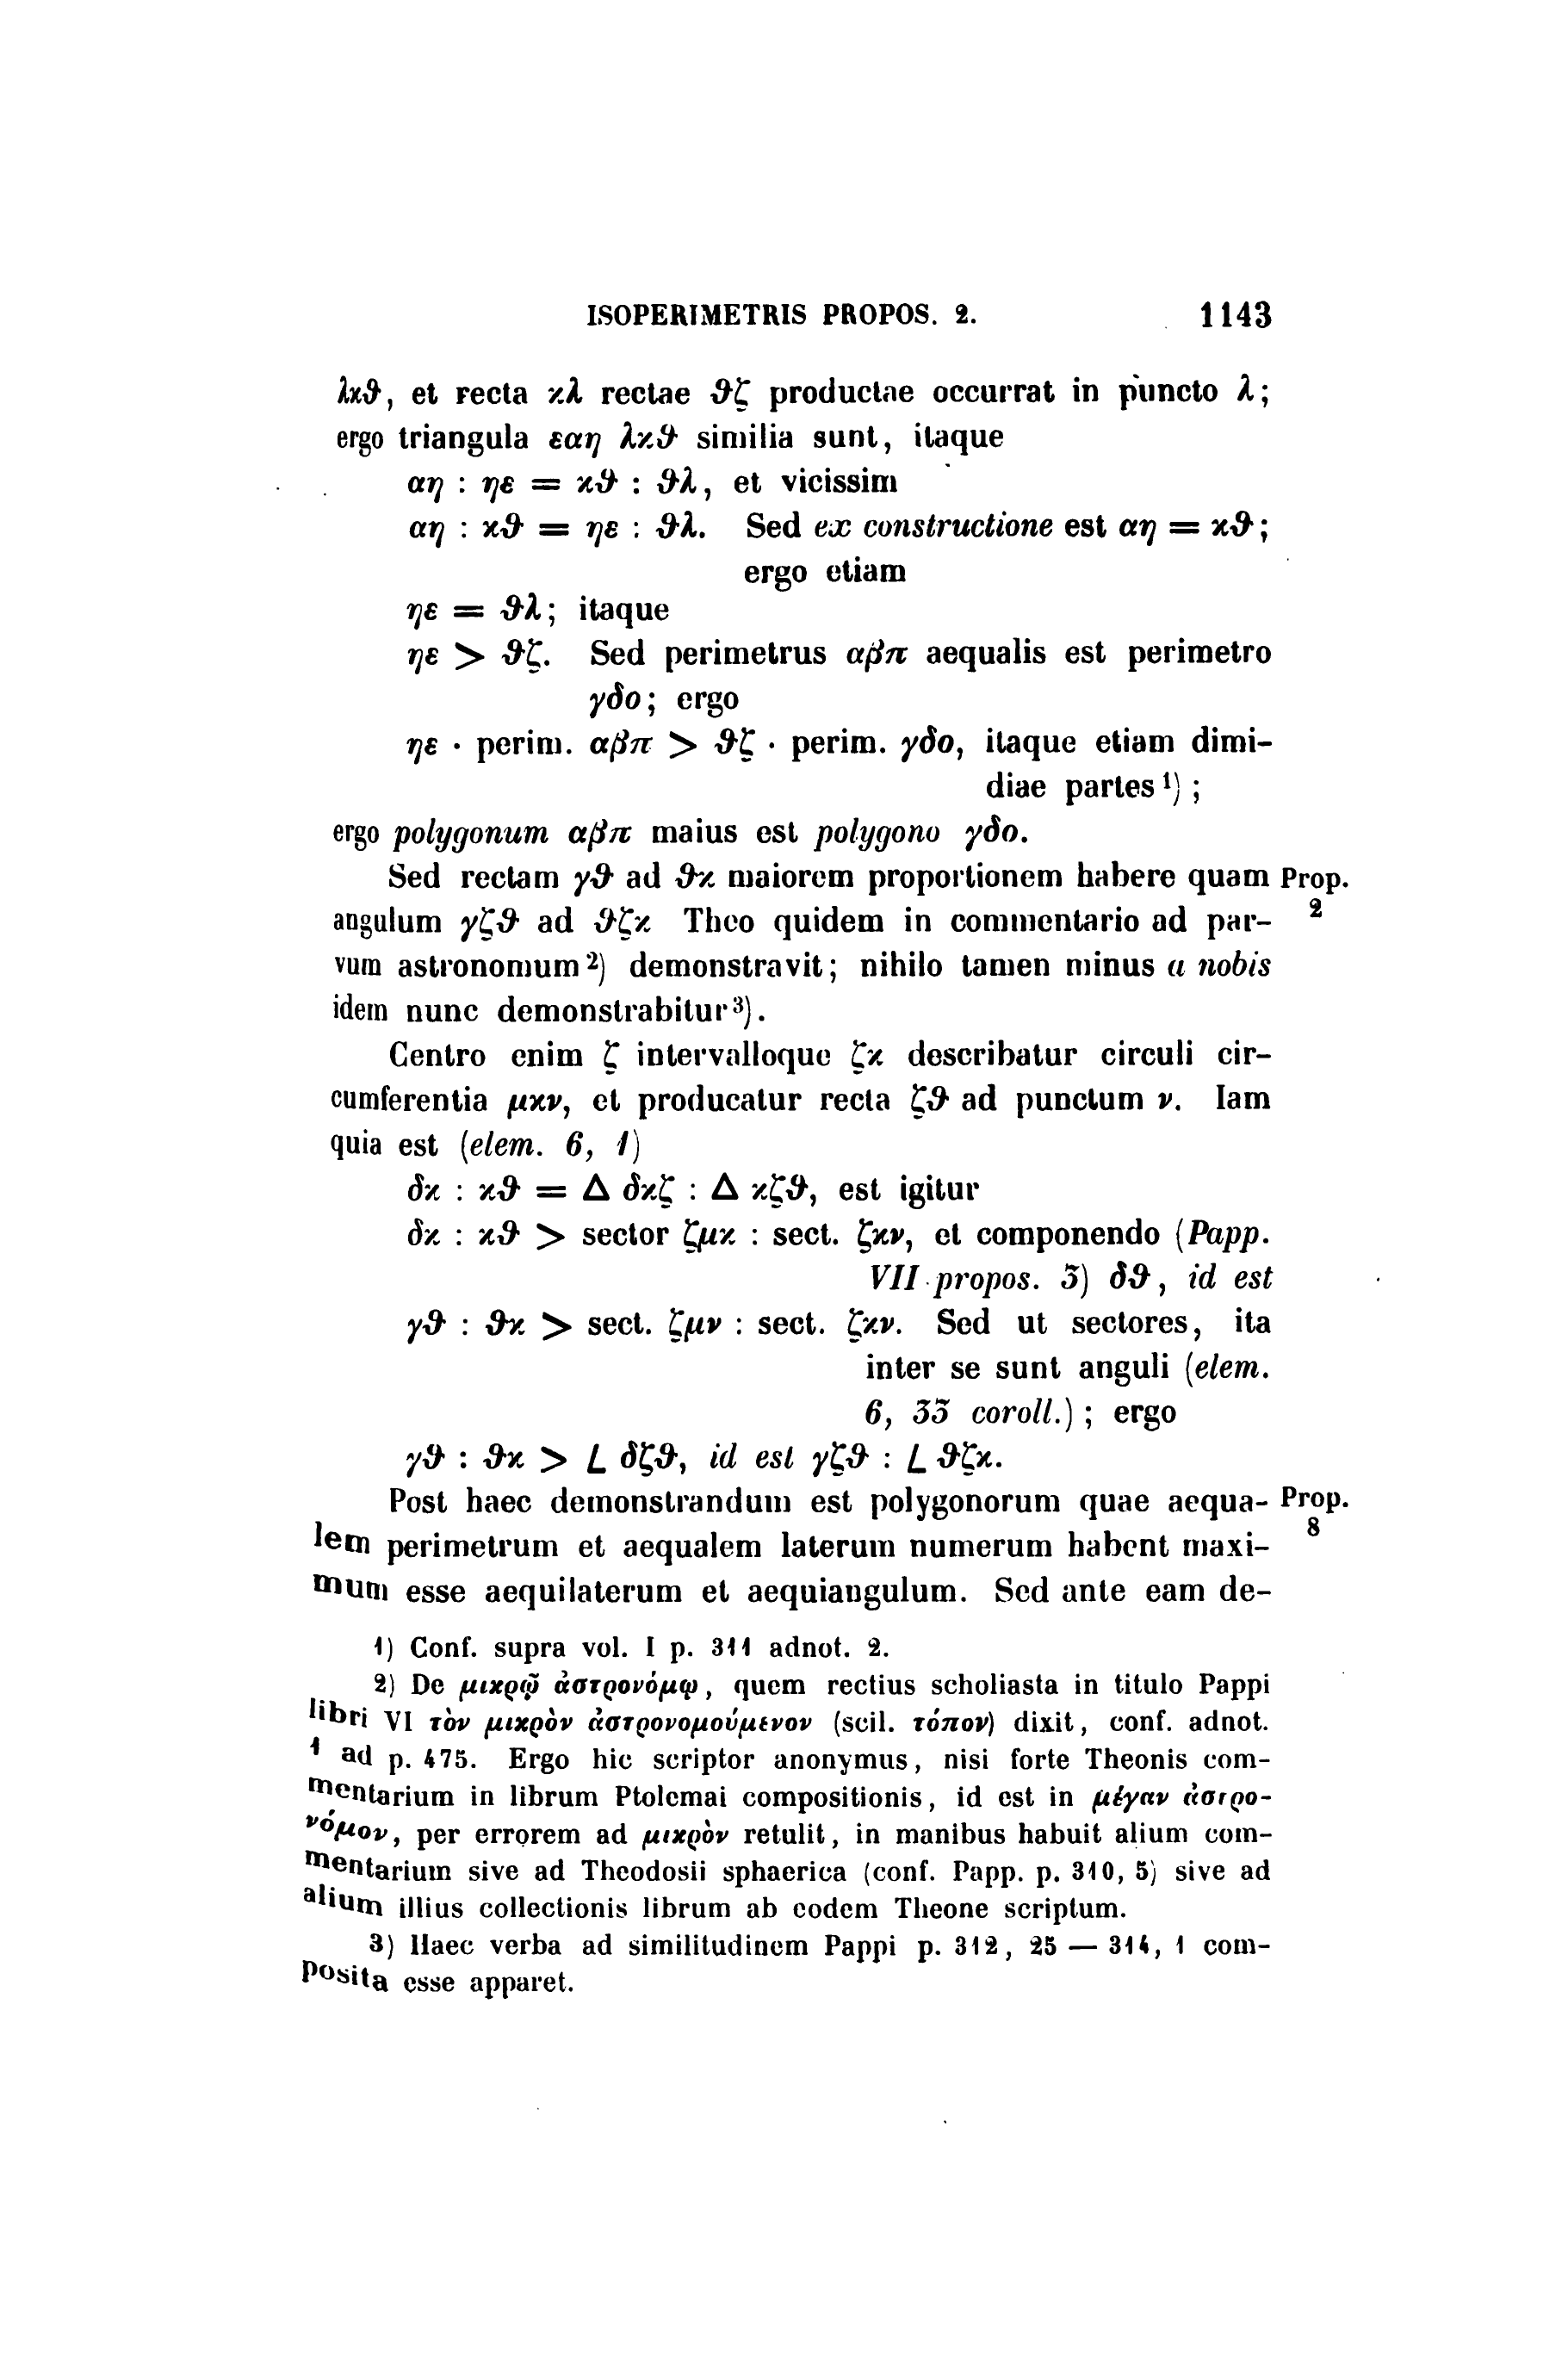 ISOPERIMETRIS PROPOS. 2. 1143
λκϑ, et recta κλ rectae ϑζ productae occurrat in puncto λ;
ergo triangula εαη λκϑ similia sunt, itaque
αη : ηε = κϑ : ϑλ, et vicissim
αη : κϑ = ηε : ϑλ. Sed ex constructione est αη = κϑ;
ergo etiam
ηε = ϑλ; itaque
ηε > ϑζ. Sed perimetrus αβπ aequalis est perimetro
γδο; ergo
ηε · perim. αβπ > ϑζ · perim. γδο, itaque etiam dimi-
diae partes 1) ;
ergo polygonum αβπ maius est polygono γδο.
Sed rectam γϑ ad ϑκ maiorem proportionem habere quam Prop.
angulum γζϑ ad ϑζκ Theo quidem in commentario ad par- 2
vum astronomum 2) demonstravit; nihilo tamen minus a nobis
idem nunc demonstrabitur 3).
Centro enim ζ intervalloque ζκ describatur circuli cir-
cumferentia μκν, et producatur recta ζϑ ad punctum ν. Iam
quia est (elem. 6, 1)
δκ : κϑ = Δ δκζ : Δ κζϑ, est igitur
δκ : κϑ > sector ζμκ : sect. ζκν, et componendo (Papp.
VII propos. 3) δϑ, id est
γϑ : ϑκ > sect. ζμν : sect. ζκν. Sed ut sectores, ita
inter se sunt anguli (elem.
6, 33 coroll.) ; ergo
γϑ : ϑκ > L δζϑ, id est γζϑ : L ϑζκ.
Post haec demonstrandum est polygonorum quae aequa- Prop.
lem perimetrum et aequalem laterum numerum habent maxi- 8
mum esse aequilaterum et aequiangulum. Sed ante eam de-
1) Conf. supra vol. I p. 311 adnot. 2.
2) De μικρῷ ἀστρονόμῳ, quem rectius scholiasta in titulo Pappi
libri VI τὸν μικρὸν ἀστρονομούμενον (scil. τόπον) dixit, conf. adnot.
1 ad p. 475. Ergo hic scriptor anonymus, nisi forte Theonis com-
mentarium in librum Ptolemai compositionis, id est in μέγαν ἀστρο-
νόμον, per errorem ad μικρὸν retulit, in manibus habuit alium com-
mentarium sive ad Theodosii sphaerica (conf. Papp. p. 310, 5) sive ad
alium illius collectionis librum ab eodem Theone scriptum.
3) Haec verba ad similitudinem Pappi p. 312, 25 — 314, 1 com-
posita esse apparet.